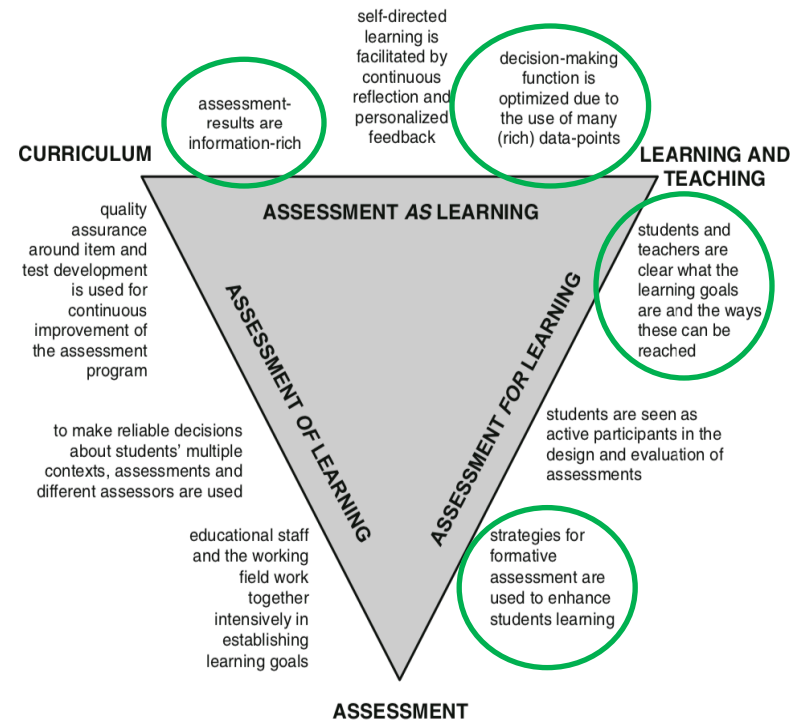 self-directed
learning is
facilitated by
continuous
reflection and
personalized
feedback
decision-making
function is
optimized due to
the use of many
(rich) data-points
assessment-
results are
information-rich
CURRICULUM
LEARNING AND
TEACHING
ASSESSMENT AS LEARNING
quality
assurance
around item and
test development
is used for
continuous
improvement of
the assessment
program
students and
teachers are
clear what the
learning goals
are and the ways
these can be
reached
ASSESSMENT OF LEARNING
ASSESSMENT FOR LEARNING
to make reliable decisions
about students' multiple
contexts, assessments and
different assessors are used
students are seen as
active participants in the
design and evaluation of
assessments
educational staff
and the working
field work
together
intensively in
establishing
learning goals
strategies for
formative
assessment are
used to enhance
students learning
ASSESSMENT